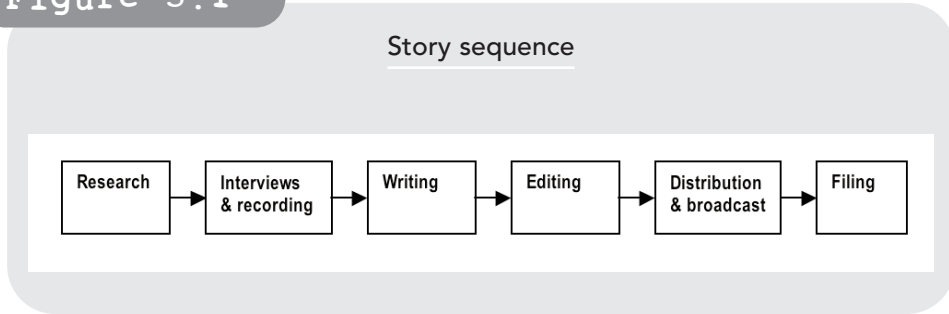 Figure 3.1
Story sequence
Research
Interviews
& recording
Writing
Editing
Distribution
& broadcast
Filing